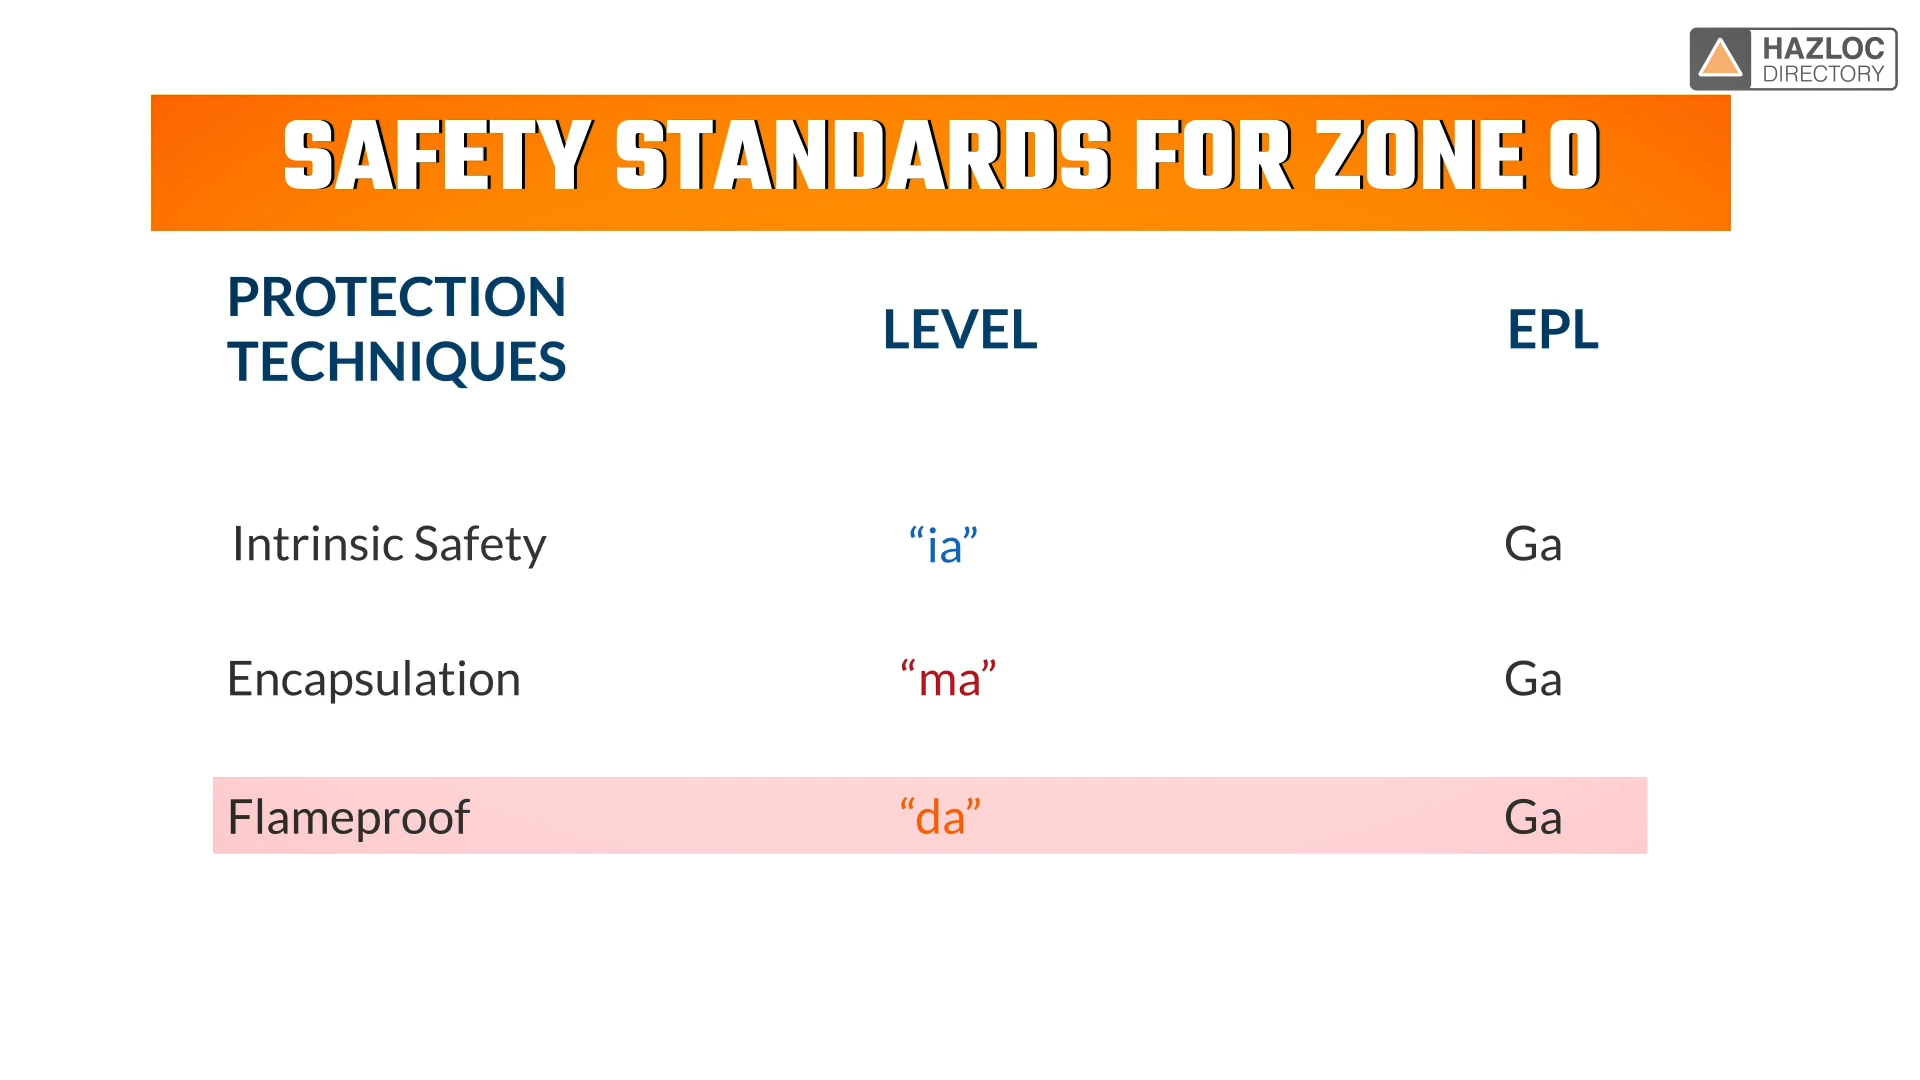 HAZLOC
DIRECTORY
SAFETY STANDARDS FOR ZONE 0
PROTECTION
TECHNIQUES
LEVEL
EPL
Intrinsic Safety
“ia”
Ga
Encapsulation
“ma”
Ga
Flameproof
“da”
Ga